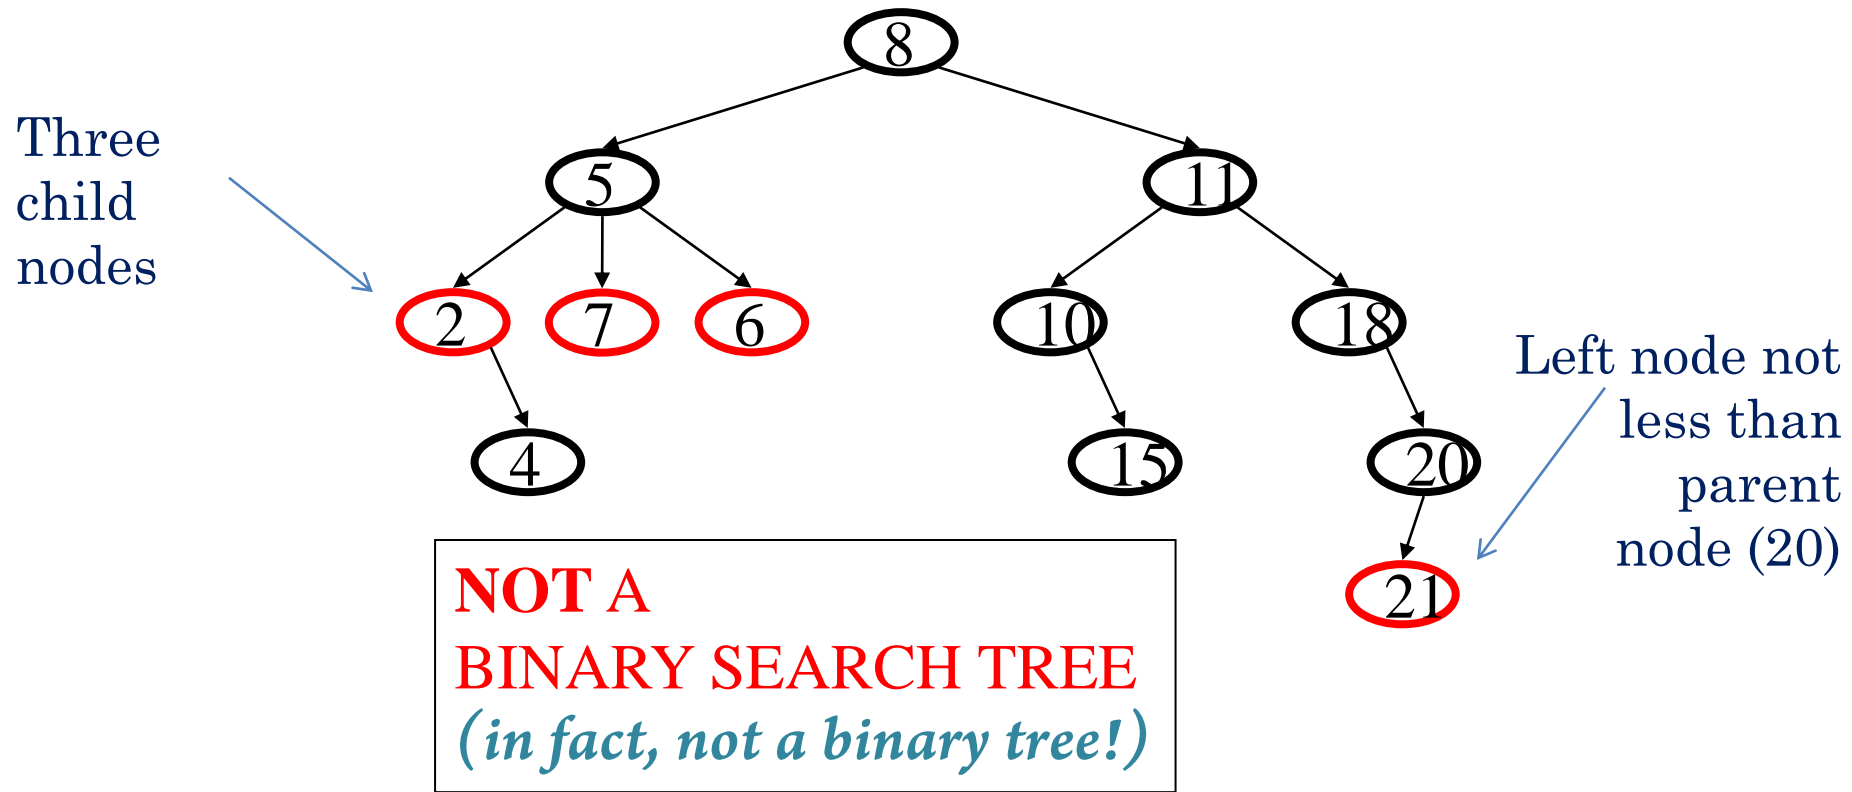 8
Three
child
nodes
5
11
2
7
6
10
18
Left node not
less than
parent
node (20)
4
15
20
21
NOT A
BINARY SEARCH TREE
(in fact, not a binary tree!)